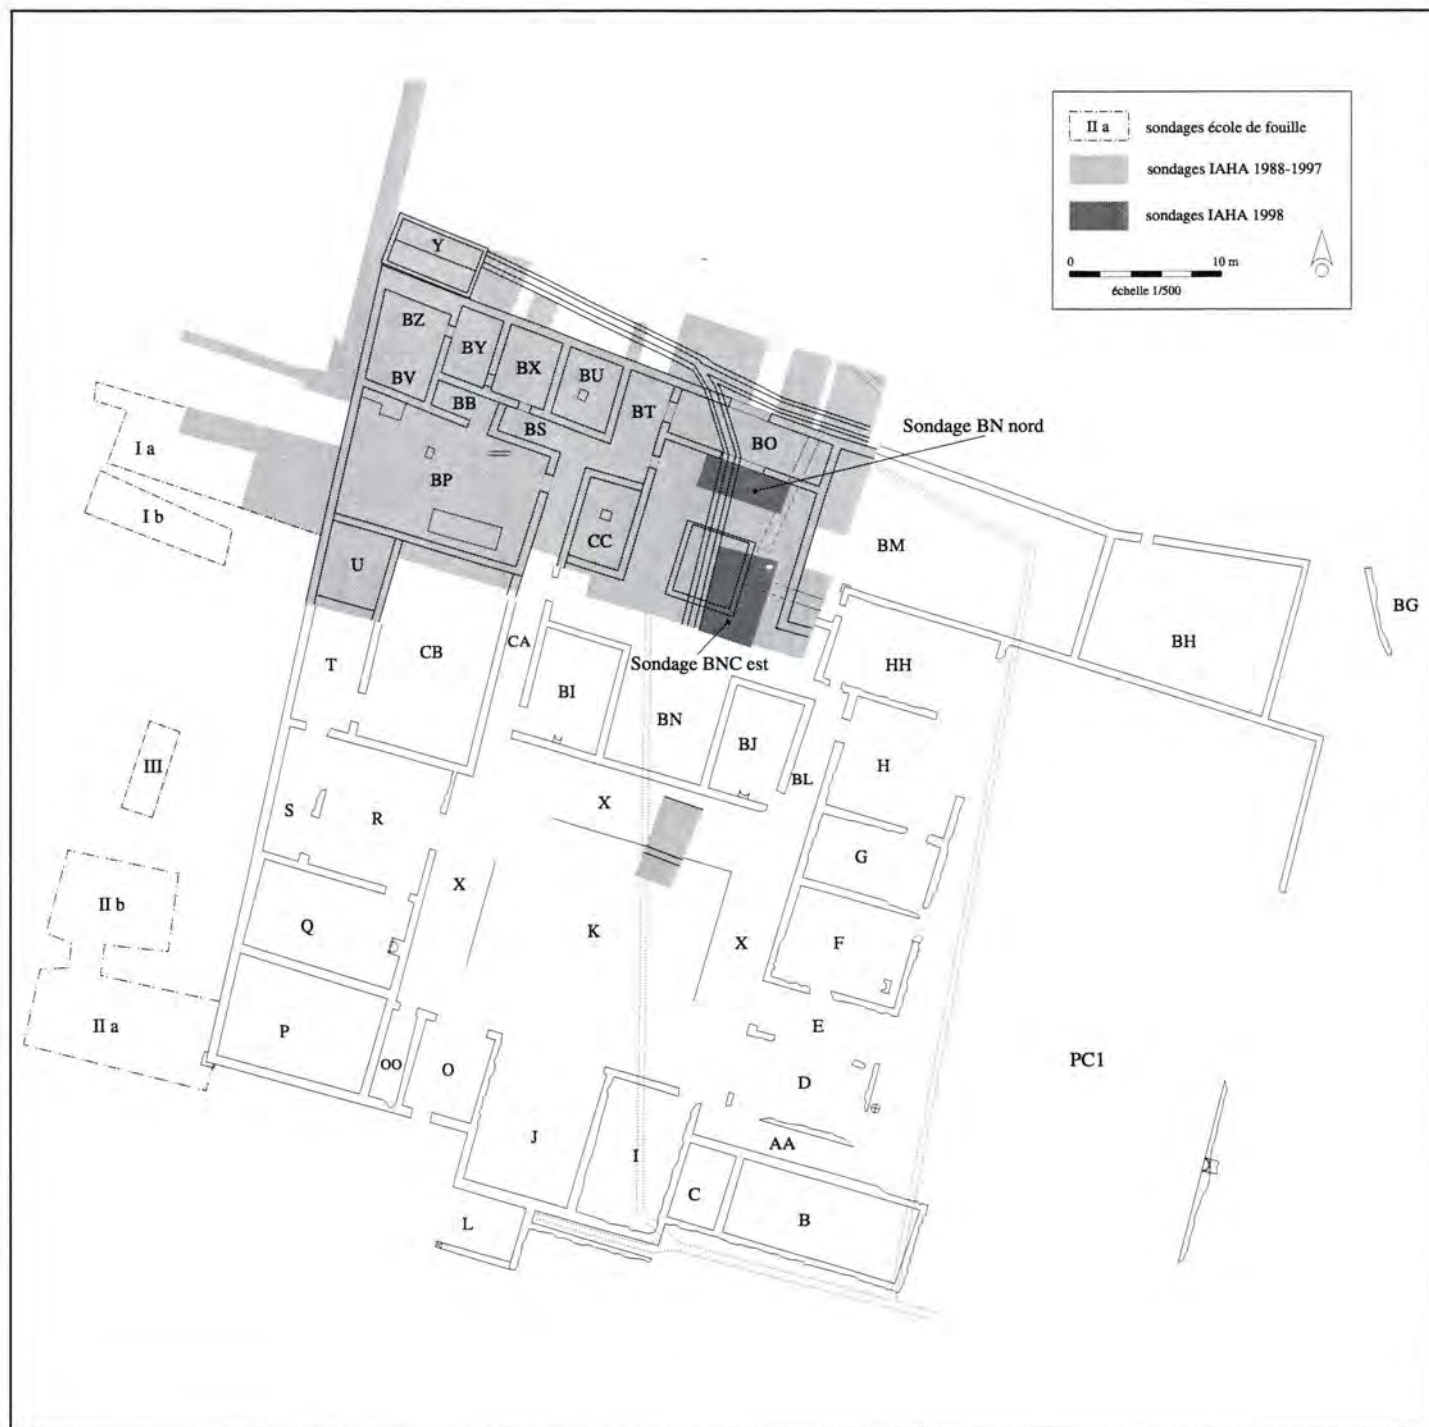 II a
sondages école de fouille
sondages IAHA 1988-1997
sondages IAHA 1998
0
10 m
échelle 1/500
Y
BZ
BY
BX
BU
BV
BB
BS
BT
BO
Sondage BN nord
I a
BP
I b
CC
BM
U
BG
BH
T
CB
CA
Sondage BNC est
HH
BI
BN
BJ
BL
H
III
S
R
X
G
II b
Q
X
K
X
F
E
II a
P
OO
O
D
PC1
J
I
AA
C
B
L